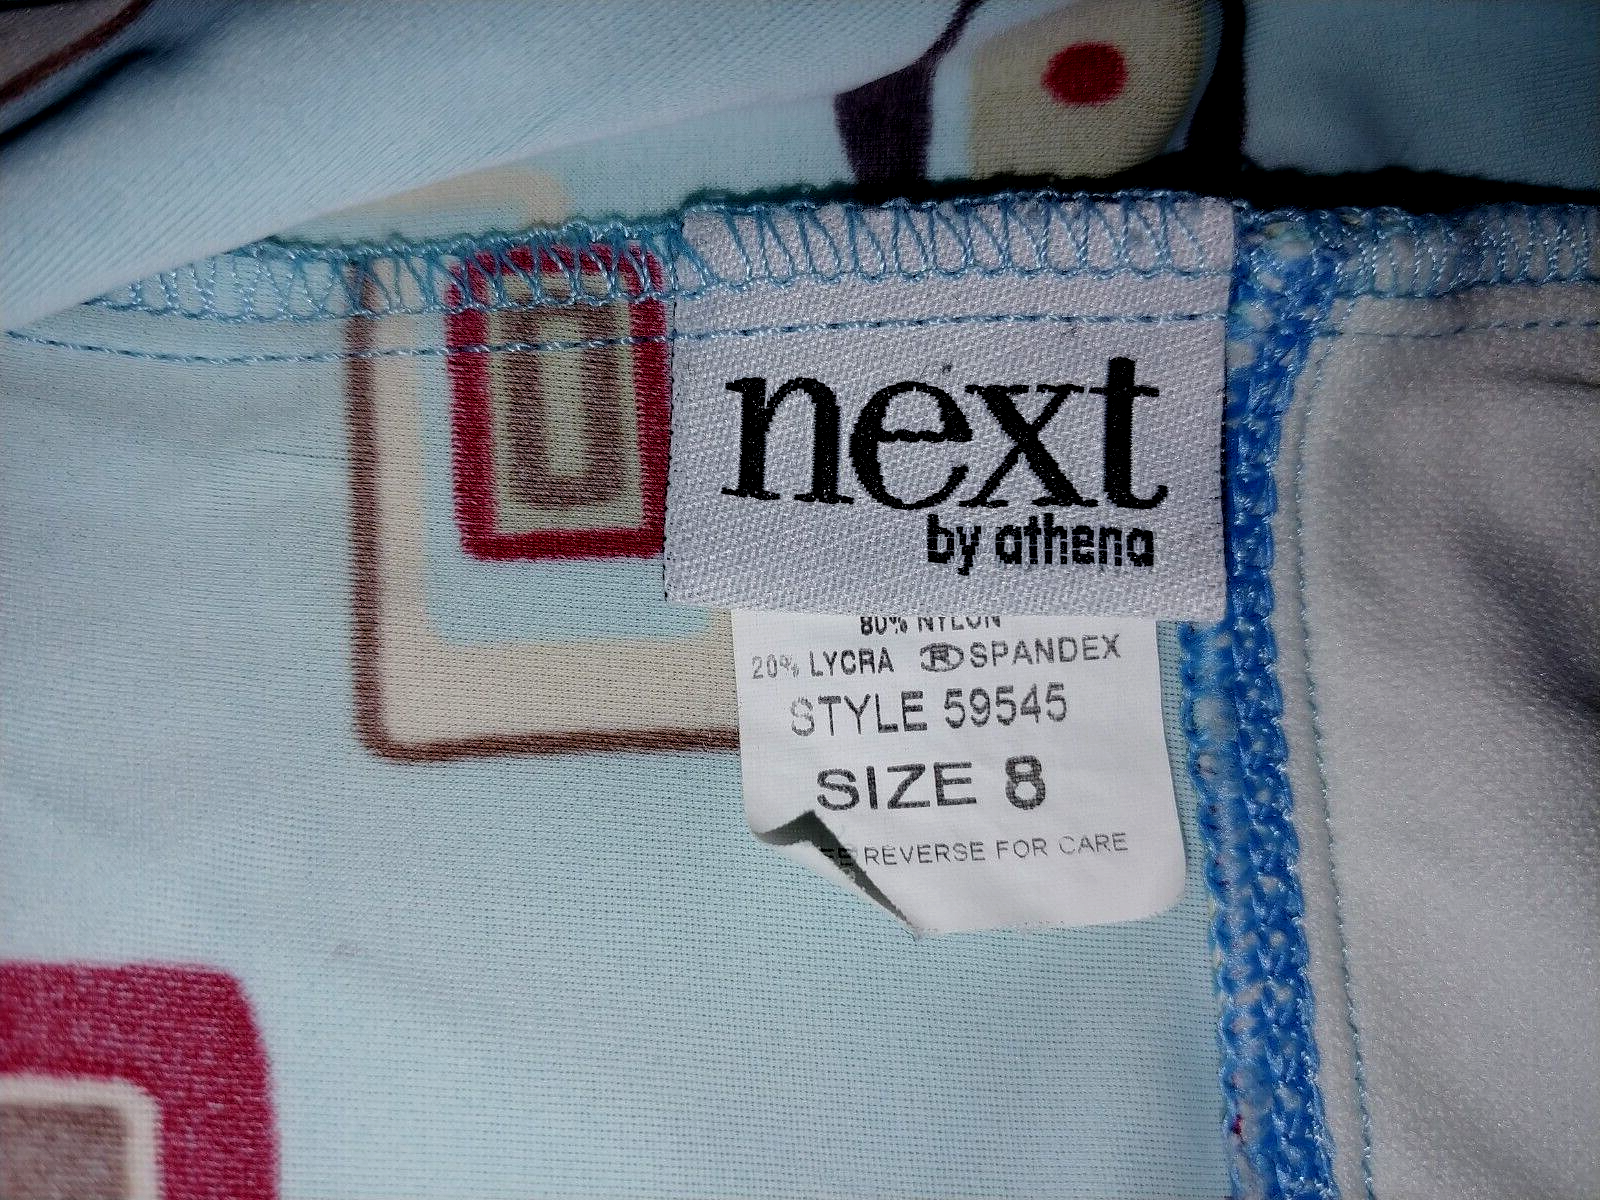 next
by athena
80% NYLON
20% LYCRA ® SPANDEX
STYLE 59545
SIZE 8
REVERSE FOR CARE